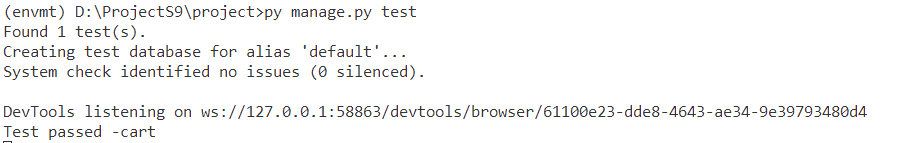 (envmt) D:\ProjectS9\project>py manage.py test
Found 1 test(s).
Creating test database for alias 'default'...
System check identified no issues (0 silenced).
DevTools listening on ws://127.0.0.1:58863/devtools/browser/61100e23-dde8-4643-ae34-9e39793480d4
Test passed -cart